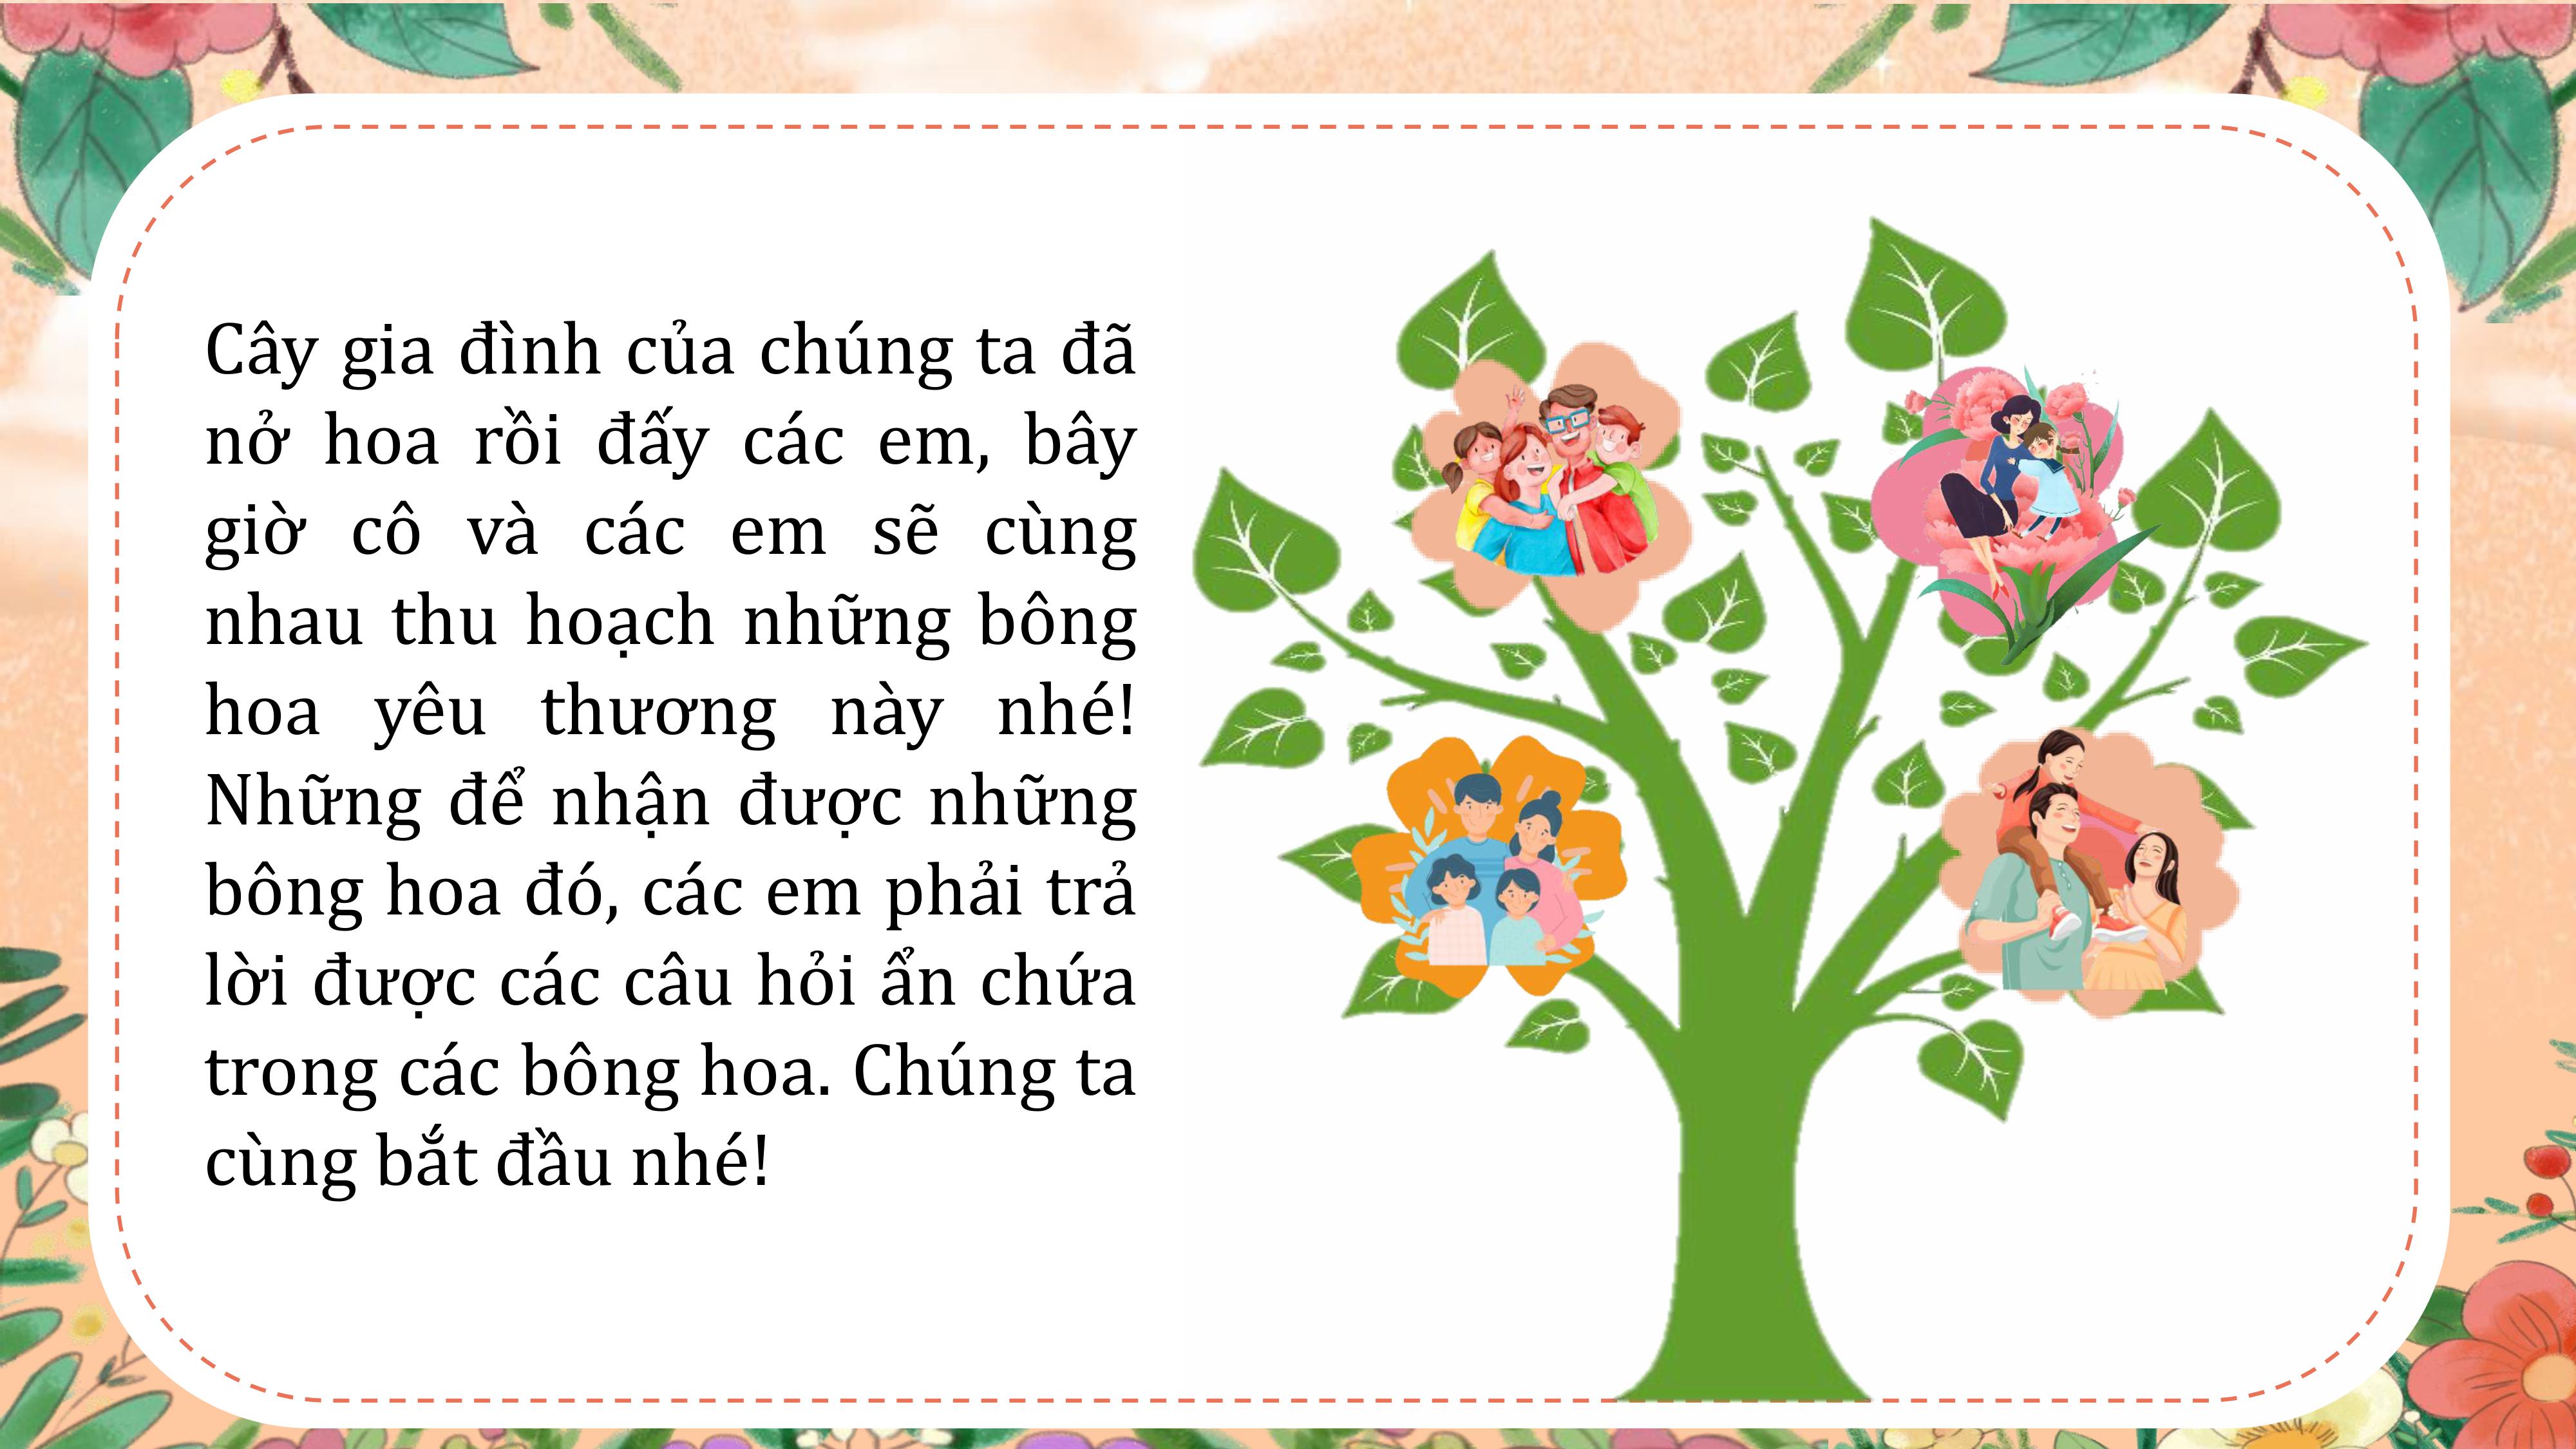 Cây gia đình của chúng ta đã
nở hoa rồi đấy các em, bây
giờ cô và các em sẽ cùng
nhau thu hoạch những bông
hoa yêu thương này nhé!
Những để nhận được những
bông hoa đó, các em phải trả
lời được các câu hỏi ẩn chứa
trong các bông hoa. Chúng ta
cùng bắt đầu nhé!